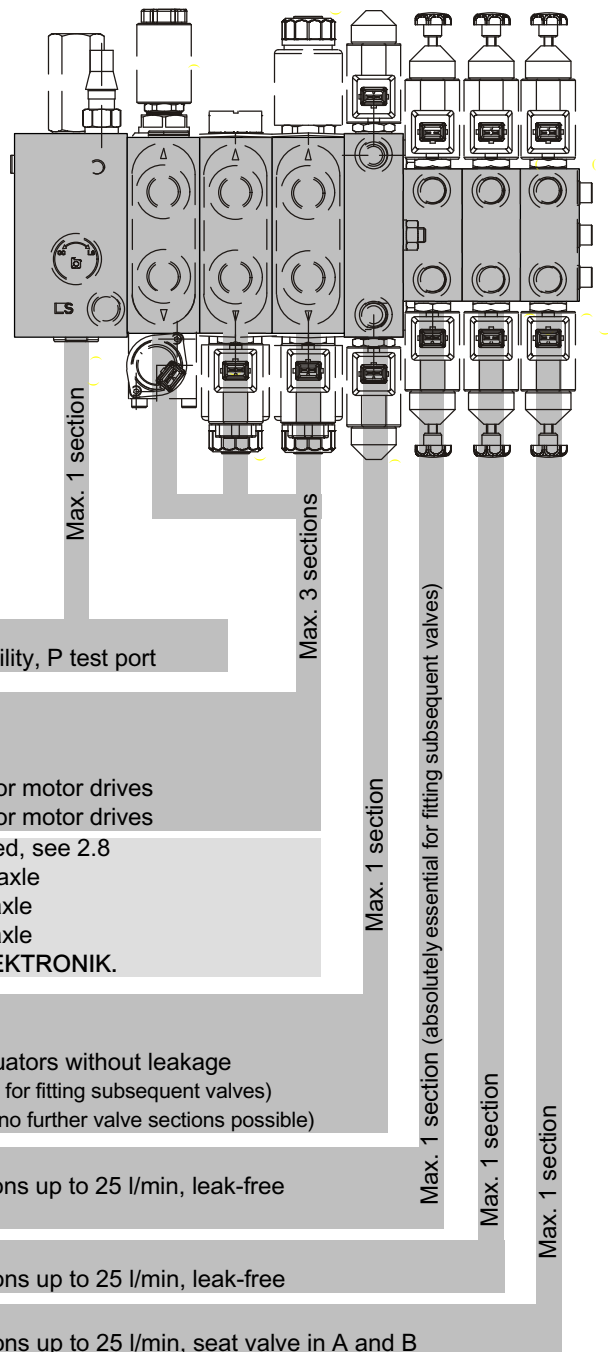 CC LS
LS
Max. 1 section
Max. 3 sections
Max. 1 section
Max. 1 section (absolutely essential for fitting subsequent valves)
Max. 1 section
Max. 1 section
ility, P test port
or motor drives
or motor drives
ed, see 2.8
axle
axle
axle
EKTRONIK.
uators without leakage
for fitting subsequent valves)
no further valve sections possible)
ons up to 25 l/min, leak-free
ons up to 25 l/min, leak-free
ons up to 25 l/min, seat valve in A and B